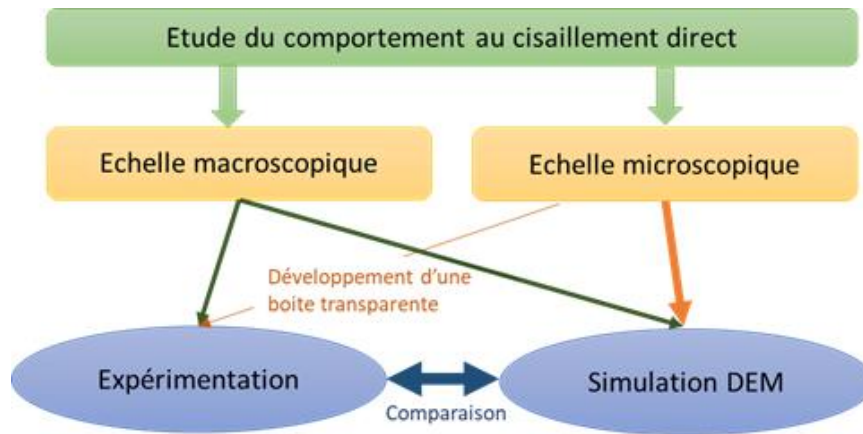 Etude du comportement au cisaillement direct
Echelle macroscopique
Echelle microscopique
Développement d'une
boite transparente
Expérimentation
Simulation DEM
Comparaison